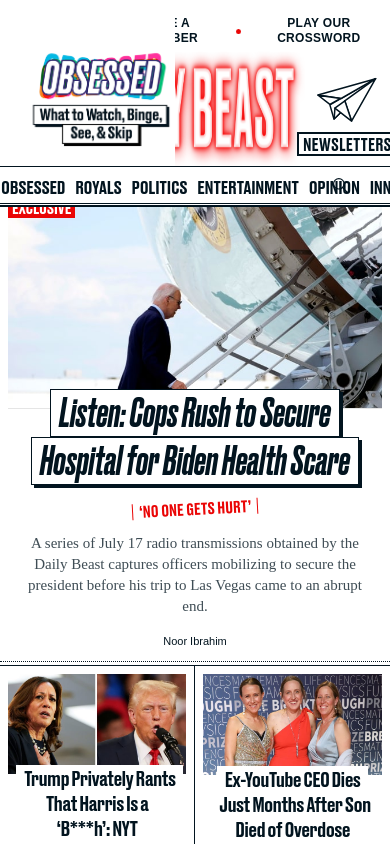 E A
BER
PLAY OUR
CROSSWORD
OBSESSED
What to Watch, Binge,
See, & Skip
Y BEAST
NEWSLETTERS
OBSESSED ROYALS POLITICS ENTERTAINMENT OPINION INN
EXCLUSIVE
Listen: Cops Rush to Secure
Hospital for Biden Health Scare
‘NO ONE GETS HURT’
A series of July 17 radio transmissions obtained by the
Daily Beast captures officers mobilizing to secure the
president before his trip to Las Vegas came to an abrupt
end.
Noor Ibrahim
Trump Privately Rants
That Harris Is a
‘B***h’: NYT
Ex-YouTube CEO Dies
Just Months After Son
Died of Overdose